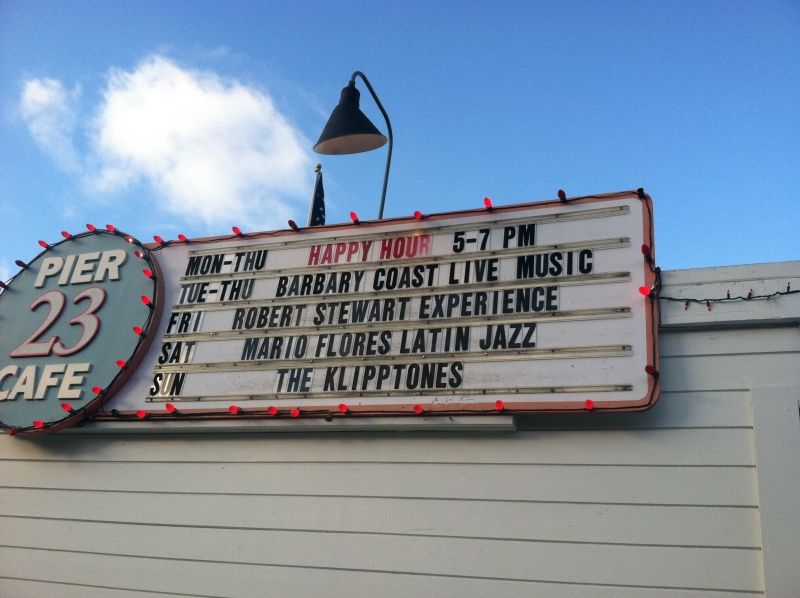 PIER
23
CAFE
MON-THU HAPPY HOUR 5-7 PM
TUE-THU BARBARY COAST LIVE MUSIC
FRI ROBERT STEWART EXPERIENCE
SAT MARIO FLORES LATIN JAZZ
SUN THE KLIPPTONES